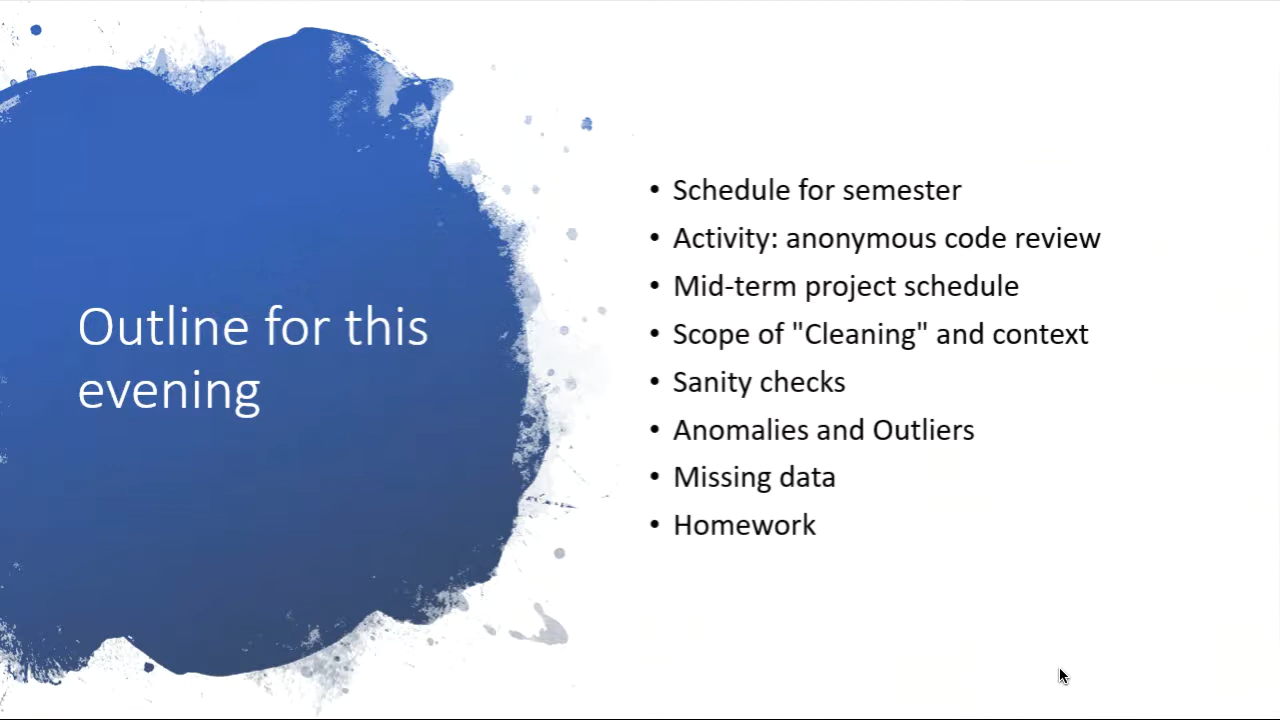 Outline for this
evening
• Schedule for semester
• Activity: anonymous code review
• Mid-term project schedule
• Scope of "Cleaning" and context
• Sanity checks
• Anomalies and Outliers
• Missing data
• Homework